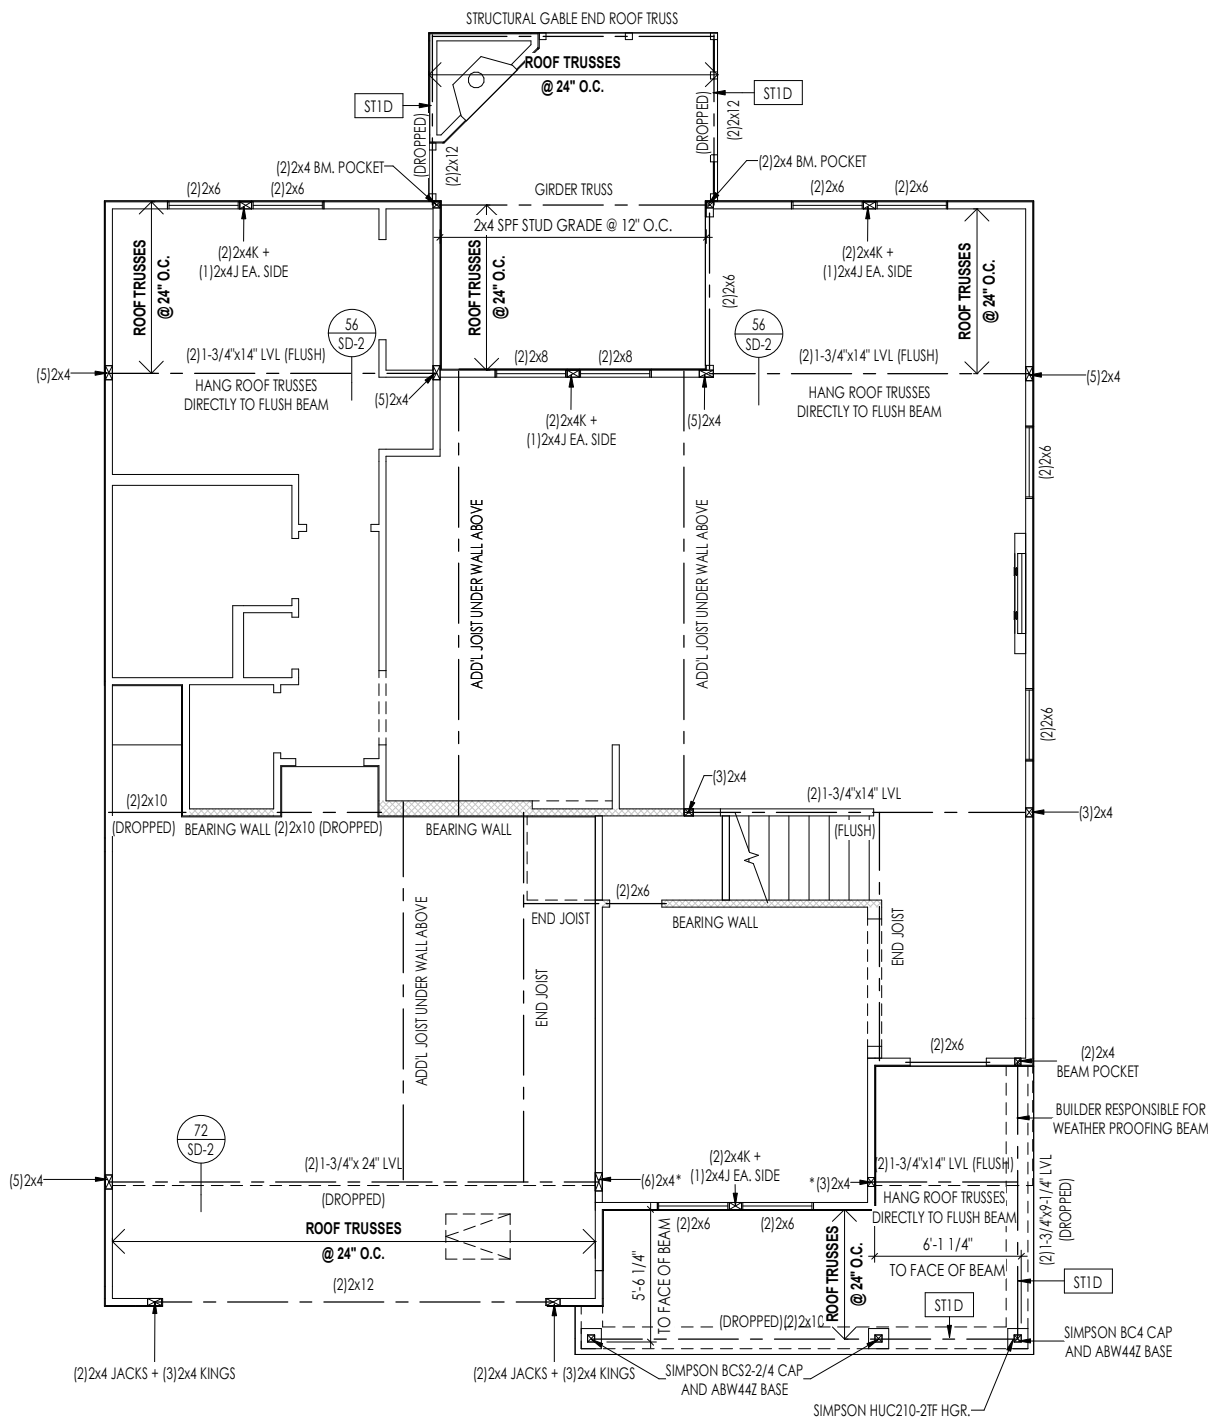 STRUCTURAL GABLE END ROOF TRUSS
ROOF TRUSSES
@ 24" O.C.
ST1D
ST1D
(DROPPED)
(2)2x12
(DROPPED)
(2)2x12
(2)2x4 BM. POCKET
(2)2x4 BM. POCKET
(2)2x6
(2)2x6
GIRDER TRUSS
(2)2x6
(2)2x6
2x4 SPF STUD GRADE @ 12" O.C.
ROOF TRUSSES
@ 24" O.C.
(2)2x4K +
(1)2x4J EA. SIDE
ROOF TRUSSES
@ 24" O.C.
(2)2x6
(2)2x4K +
(1)2x4J EA. SIDE
ROOF TRUSSES
@ 24" O.C.
56
SD-2
56
SD-2
(2)1-3/4"x14" LVL (FLUSH)
(2)2x8
(2)2x8
(2)1-3/4"x14" LVL (FLUSH)
(5)2x4
HANG ROOF TRUSSES
DIRECTLY TO FLUSH BEAM
(5)2x4
(2)2x4K +
(1)2x4J EA. SIDE
(5)2x4
HANG ROOF TRUSSES
DIRECTLY TO FLUSH BEAM
(5)2x4
(2)2x6
ADD'L JOIST UNDER WALL ABOVE
ADD'L JOIST UNDER WALL ABOVE
(2)2x6
(3)2x4
(2)2x10
(2)1-3/4"x14" LVL
(DROPPED)
BEARING WALL
(2)2x10 (DROPPED)
BEARING WALL
(FLUSH)
(3)2x4
(2)2x6
END JOIST
BEARING WALL
END JOIST
ADD'L JOIST UNDER WALL ABOVE
END JOIST
(2)2x6
(2)2x4
BEAM POCKET
BUILDER RESPONSIBLE FOR
WEATHER PROOFING BEAM
72
SD-2
(2)1-3/4"x 24" LVL
(DROPPED)
(5)2x4
(6)2x4*
(2)2x4K +
(1)2x4J EA. SIDE
*(3)2x4
(2)1-3/4"x14" LVL (FLUSH)
HANG ROOF TRUSSES
DIRECTLY TO FLUSH BEAM
(2)1-3/4"x9-1/4" LVL
(DROPPED)
ROOF TRUSSES
@ 24" O.C.
(2)2x6
(2)2x6
5'-6 1/4"
TO FACE OF BEAM
ROOF TRUSSES
@ 24" O.C.
6'-1 1/4"
TO FACE OF BEAM
ST1D
(2)2x12
ST1D
(DROPPED)(2)2x10
SIMPSON BC4 CAP
AND ABW44Z BASE
(2)2x4 JACKS + (3)2x4 KINGS
(2)2x4 JACKS + (3)2x4 KINGS
SIMPSON BCS2-2/4 CAP
AND ABW44Z BASE
SIMPSON HUC210-2TF HGR.